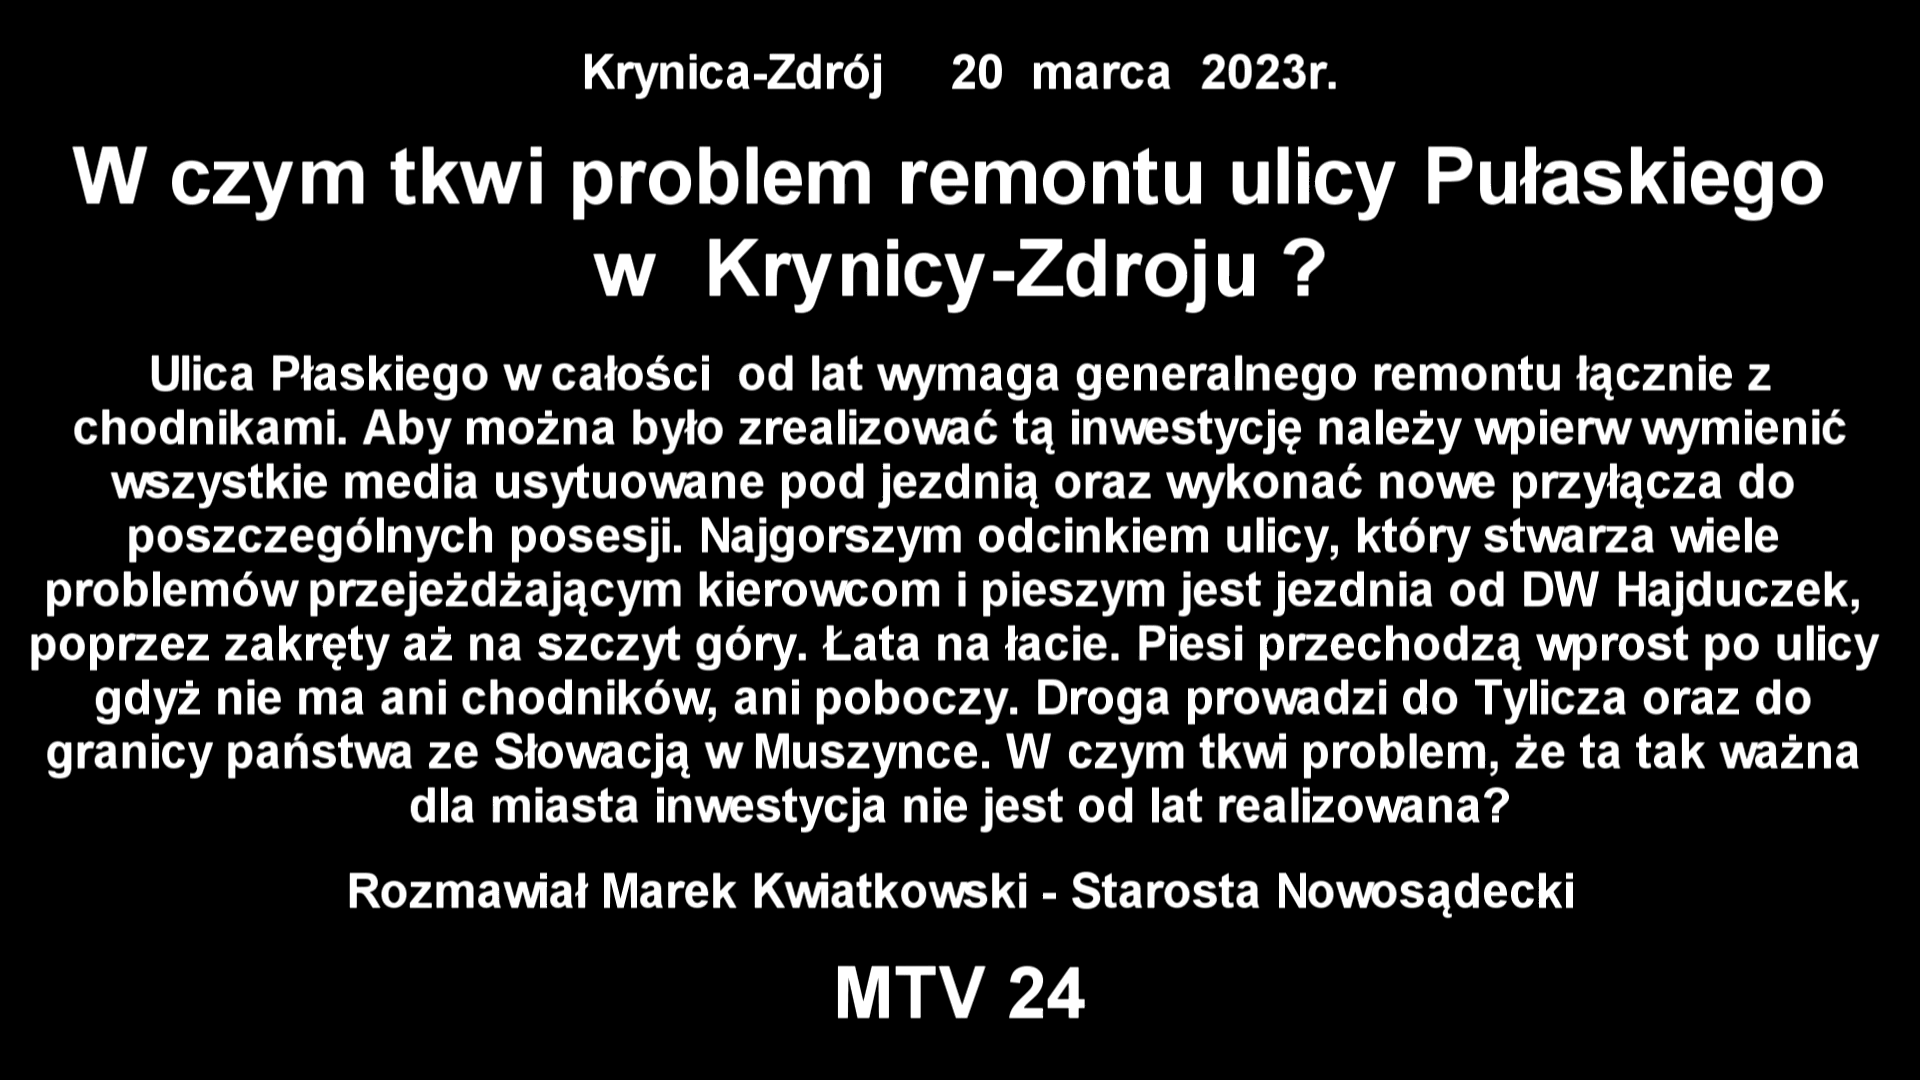 Krynica-Zdrój 20 marca 2023r.
W czym tkwi problem remontu ulicy Pułaskiego
w Krynicy-Zdroju ?
Ulica Płaskiego w całości od lat wymaga generalnego remontu łącznie z
chodnikami. Aby można było zrealizować tą inwestycję należy wpierw wymienić
wszystkie media usytuowane pod jezdnią oraz wykonać nowe przyłącza do
poszczególnych posesji. Najgorszym odcinkiem ulicy, który stwarza wiele
problemów przejeżdżającym kierowcom i pieszym jest jezdnia od DW Hajduczek,
poprzez zakręty aż na szczyt góry. Łata na łacie. Piesi przechodzą wprost po ulicy
gdyż nie ma ani chodników, ani poboczy. Droga prowadzi do Tylicza oraz do
granicy państwa ze Słowacją w Muszynce. W czym tkwi problem, że ta tak ważna
dla miasta inwestycja nie jest od lat realizowana?
Rozmawiał Marek Kwiatkowski - Starosta Nowosądecki
MTV 24